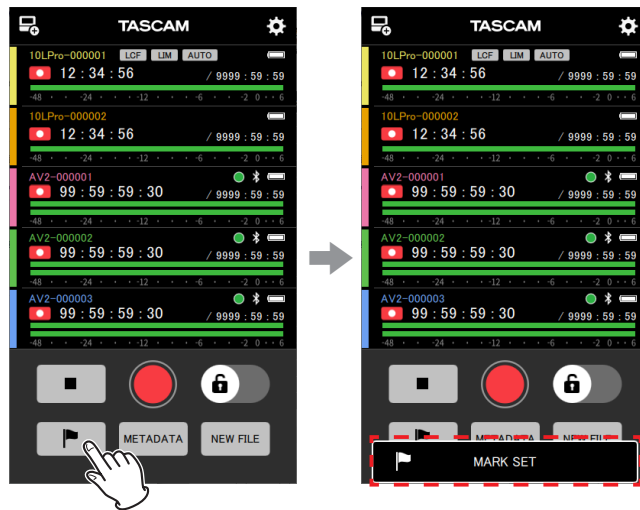 TASCAM
10LPro-000001 LCF LIM AUTO
12 : 34 : 56 / 9999 : 59 : 59
-48 · · -24 · · -12 · · -6 · · -2 0 · · 6
10LPro-000002
12 : 34 : 56 / 9999 : 59 : 59
-48 · · -24 · · -12 · · -6 · · -2 0 · · 6
AV2-000001
99 : 59 : 59 : 30 / 9999 : 59 : 59
-48 · · -24 · · -12 · · -6 · · -2 0 · · 6
AV2-000002
99 : 59 : 59 : 30 / 9999 : 59 : 59
-48 · · -24 · · -12 · · -6 · · -2 0 · · 6
AV2-000003
99 : 59 : 59 : 30 / 9999 : 59 : 59
-48 · · -24 · · -12 · · -6 · · -2 0 · · 6
METADATA NEW FILE
TASCAM
10LPro-000001 LCF LIM AUTO
12 : 34 : 56 / 9999 : 59 : 59
-48 · · -24 · · -12 · · -6 · · -2 0 · · 6
10LPro-000002
12 : 34 : 56 / 9999 : 59 : 59
-48 · · -24 · · -12 · · -6 · · -2 0 · · 6
AV2-000001
99 : 59 : 59 : 30 / 9999 : 59 : 59
-48 · · -24 · · -12 · · -6 · · -2 0 · · 6
AV2-000002
99 : 59 : 59 : 30 / 9999 : 59 : 59
-48 · · -24 · · -12 · · -6 · · -2 0 · · 6
AV2-000003
99 : 59 : 59 : 30 / 9999 : 59 : 59
-48 · · -24 · · -12 · · -6 · · -2 0 · · 6
METADATA NEW FILE
MARK SET